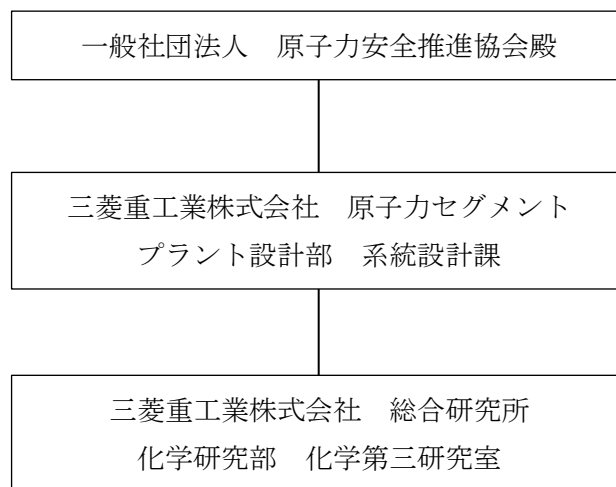 一般社団法人　原子力安全推進協会殿
三菱重工業株式会社　原子力セグメント
プラント設計部　系統設計課
三菱重工業株式会社　総合研究所
化学研究部　化学第三研究室